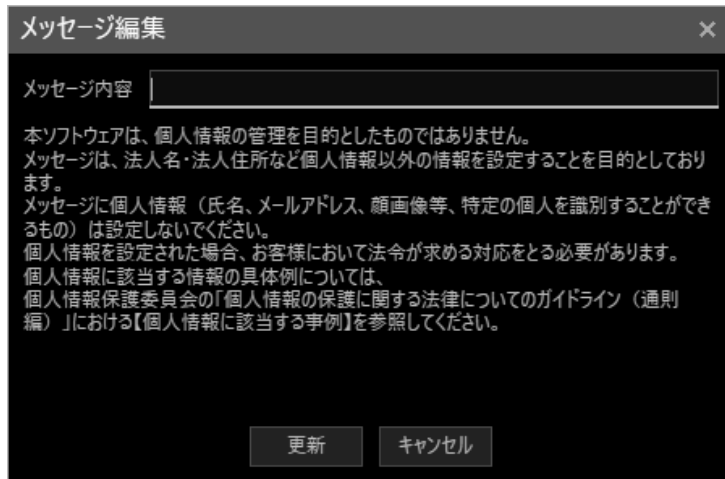 メッセージ編集
メッセージ内容
本ソフトウェアは、個人情報の管理を目的としたものではありません。
メッセージは、法人名・法人住所など個人情報以外の情報を設定することを目的としており
ます。
メッセージに個人情報（氏名、メールアドレス、顔画像等、特定の個人を識別することができ
るもの）は設定しないでください。
個人情報を設定された場合、お客様において法令が求める対応をとる必要があります。
個人情報に該当する情報の具体例については、
個人情報保護委員会の「個人情報の保護に関する法律についてのガイドライン（通則
編）」における【個人情報に該当する事例】を参照してください。
更新 キャンセル